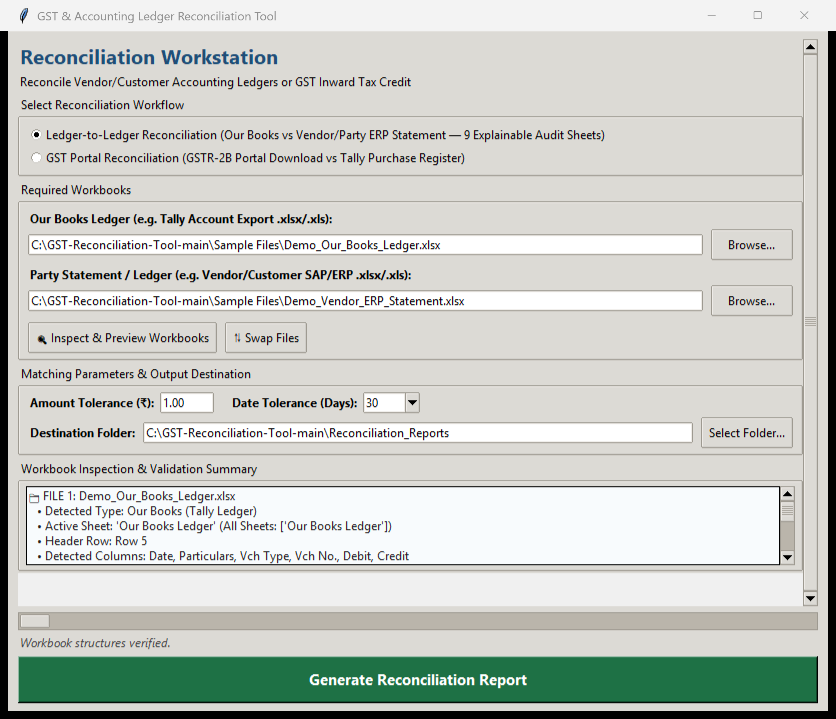 GST & Accounting Ledger Reconciliation Tool
Reconciliation Workstation
Reconcile Vendor/Customer Accounting Ledgers or GST Inward Tax Credit
Select Reconciliation Workflow
Ledger-to-Ledger Reconciliation (Our Books vs Vendor/Party ERP Statement — 9 Explainable Audit Sheets)
GST Portal Reconciliation (GSTR-2B Portal Download vs Tally Purchase Register)
Required Workbooks
Our Books Ledger (e.g. Tally Account Export .xlsx/.xls):
C:\GST-Reconciliation-Tool-main\Sample Files\Demo_Our_Books_Ledger.xlsx
Browse...
Party Statement / Ledger (e.g. Vendor/Customer SAP/ERP .xlsx/.xls):
C:\GST-Reconciliation-Tool-main\Sample Files\Demo_Vendor_ERP_Statement.xlsx
Browse...
Inspect & Preview Workbooks
⇅ Swap Files
Matching Parameters & Output Destination
Amount Tolerance (₹): 1.00 Date Tolerance (Days): 30
Destination Folder: C:\GST-Reconciliation-Tool-main\Reconciliation_Reports Select Folder...
Workbook Inspection & Validation Summary
FILE 1: Demo_Our_Books_Ledger.xlsx
• Detected Type: Our Books (Tally Ledger)
• Active Sheet: 'Our Books Ledger' (All Sheets: ['Our Books Ledger'])
• Header Row: Row 5
• Detected Columns: Date, Particulars, Vch Type, Vch No., Debit, Credit
Workbook structures verified.
Generate Reconciliation Report